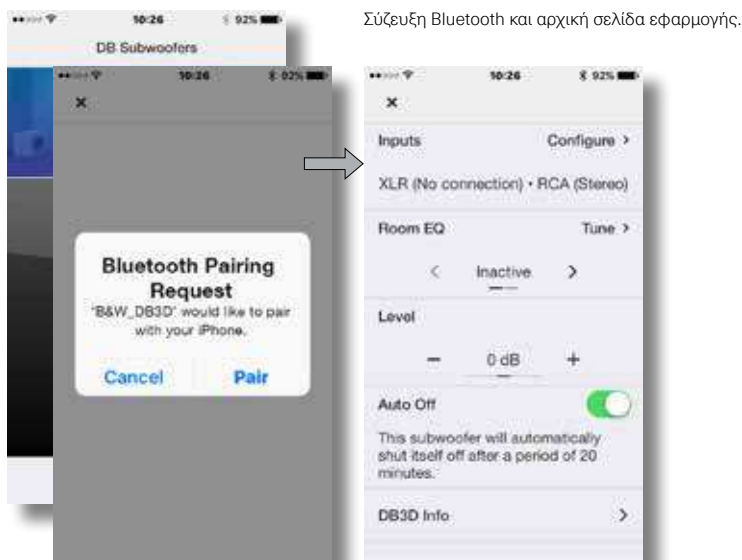 Σύζευξη Bluetooth και αρχική σελίδα εφαρμογής.
10:26 92%
DB Subwoofers
10:26 92%
×
Bluetooth Pairing
Request
"B&W_DB3D" would like to pair
with your iPhone.
Cancel Pair
10:26 92%
×
Inputs Configure >
XLR (No connection) • RCA (Stereo)
Room EQ Tune >
< Inactive >
Level
− 0 dB +
Auto Off
This subwoofer will automatically
shut itself off after a period of 20
minutes.
DB3D Info >